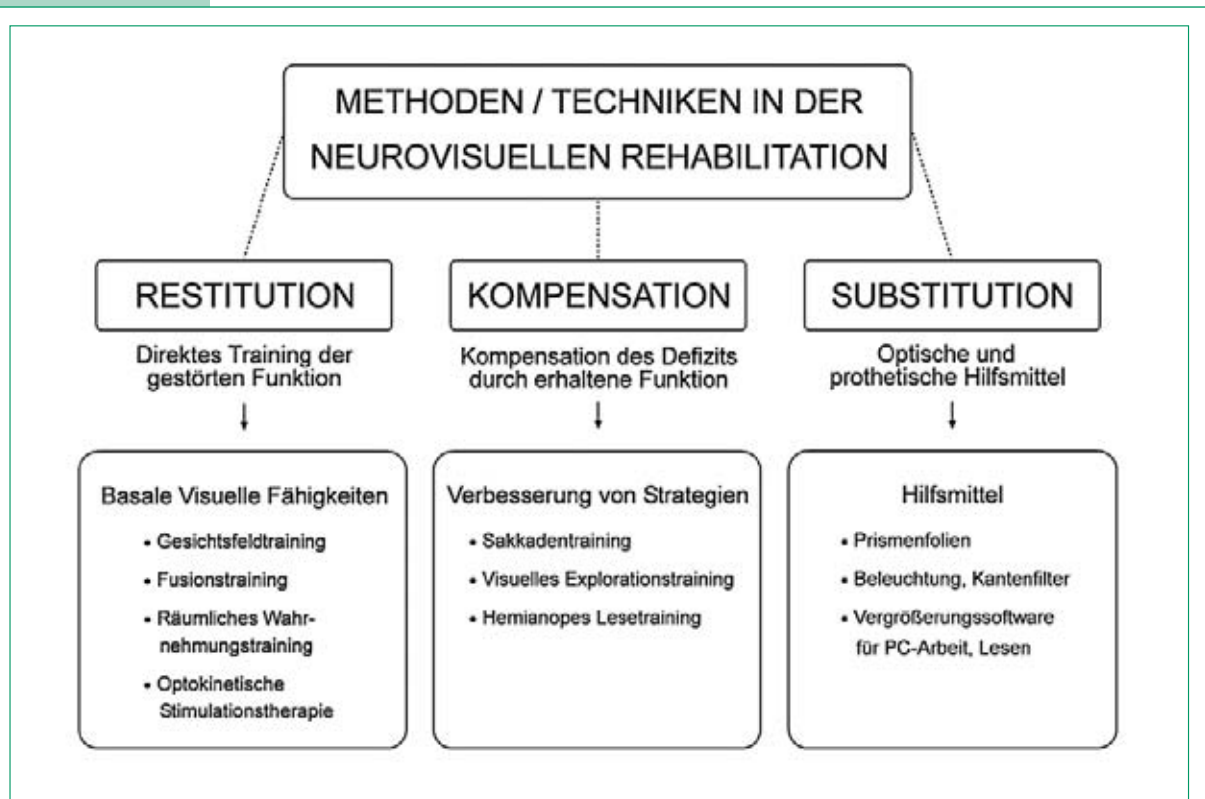 METHODEN / TECHNIKEN IN DER
NEUROVISUELLEN REHABILITATION
RESTITUTION
Direktes Training der
gestörten Funktion
Basale Visuelle Fähigkeiten
• Gesichtsfeldtraining
• Fusionstraining
• Räumliches Wahr-
nehmungstraining
• Optokinetische
Stimulationstherapie
KOMPENSATION
Kompensation des Defizits
durch erhaltene Funktion
Verbesserung von Strategien
• Sakkadentraining
• Visuelles Explorationstraining
• Hemianopes Lesetraining
SUBSTITUTION
Optische und
prothetische Hilfsmittel
Hilfsmittel
• Prismenfolien
• Beleuchtung, Kantenfilter
• Vergrößerungssoftware
für PC-Arbeit, Lesen